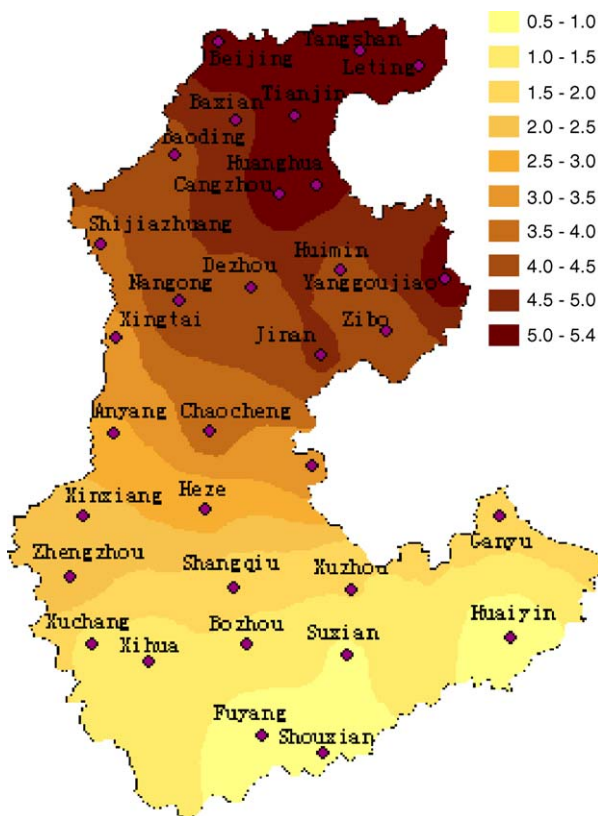 Tangshan
Beijing
Leting
Baxian
Tianjin
Baoding
Huanghua
Cangzhou
Shijiazhuang
Huimin
Dezhou
Nangong
Yanggoujiao
Xingtai
Jinan
Zibo
Anyang
Chaocheng
Xinxiang
Heze
Ganyu
Zhengzhou
Shangqiu
Xuzhou
Xuchang
Xihua
Bozhou
Suxian
Huaiyin
Fuyang
Shouxian
0.5 - 1.0
1.0 - 1.5
1.5 - 2.0
2.0 - 2.5
2.5 - 3.0
3.0 - 3.5
3.5 - 4.0
4.0 - 4.5
4.5 - 5.0
5.0 - 5.4